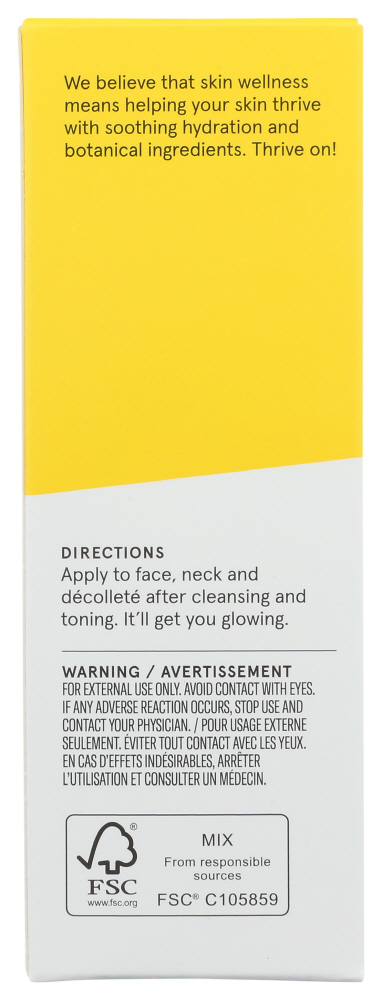 We believe that skin wellness
means helping your skin thrive
with soothing hydration and
botanical ingredients. Thrive on!
DIRECTIONS
Apply to face, neck and
décolleté after cleansing and
toning. It'll get you glowing.
WARNING / AVERTISSEMENT
FOR EXTERNAL USE ONLY. AVOID CONTACT WITH EYES.
IF ANY ADVERSE REACTION OCCURS, STOP USE AND
CONTACT YOUR PHYSICIAN. / POUR USAGE EXTERNE
SEULEMENT. ÉVITER TOUT CONTACT AVEC LES YEUX.
EN CAS D'EFFETS INDÉSIRABLES, ARRÊTER
L'UTILISATION ET CONSULTER UN MÉDECIN.
®
FSC
www.fsc.org
MIX
From responsible
sources
FSC® C105859